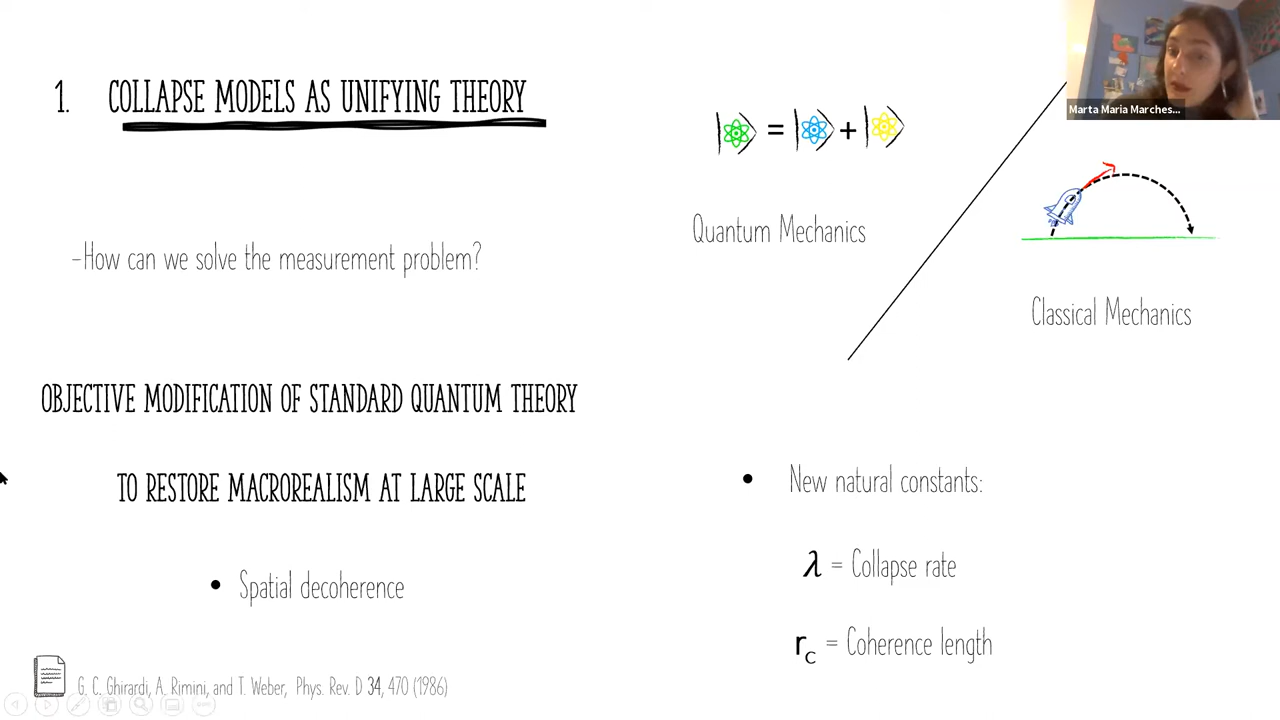 1. COLLAPSE MODELS AS UNIFYING THEORY
-How can we solve the measurement problem?
OBJECTIVE MODIFICATION OF STANDARD QUANTUM THEORY
TO RESTORE MACROREALISM AT LARGE SCALE
• Spatial decoherence
G. C. Ghirardi, A. Rimini, and T. Weber, Phys. Rev. D 34, 470 (1986)
| ⟩ = | ⟩ + | ⟩
Quantum Mechanics
Marta Maria Marches...
Classical Mechanics
• New natural constants:
λ = Collapse rate
r_c = Coherence length